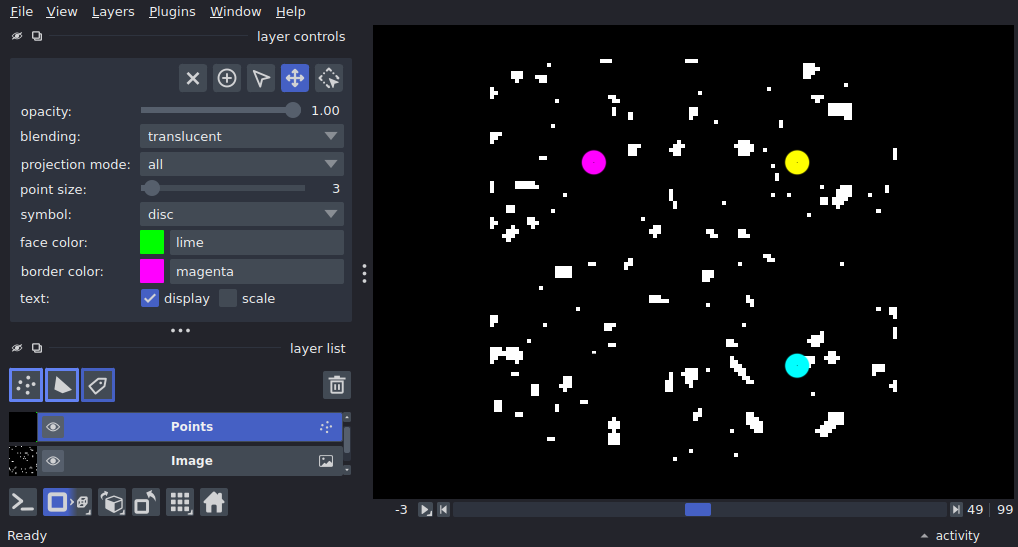 File View Layers Plugins Window Help
layer controls
opacity: 1.00
blending: translucent
projection mode: all
point size: 3
symbol: disc
face color: lime
border color: magenta
text: display scale
layer list
Points
Image
-3 49 99
Ready activity